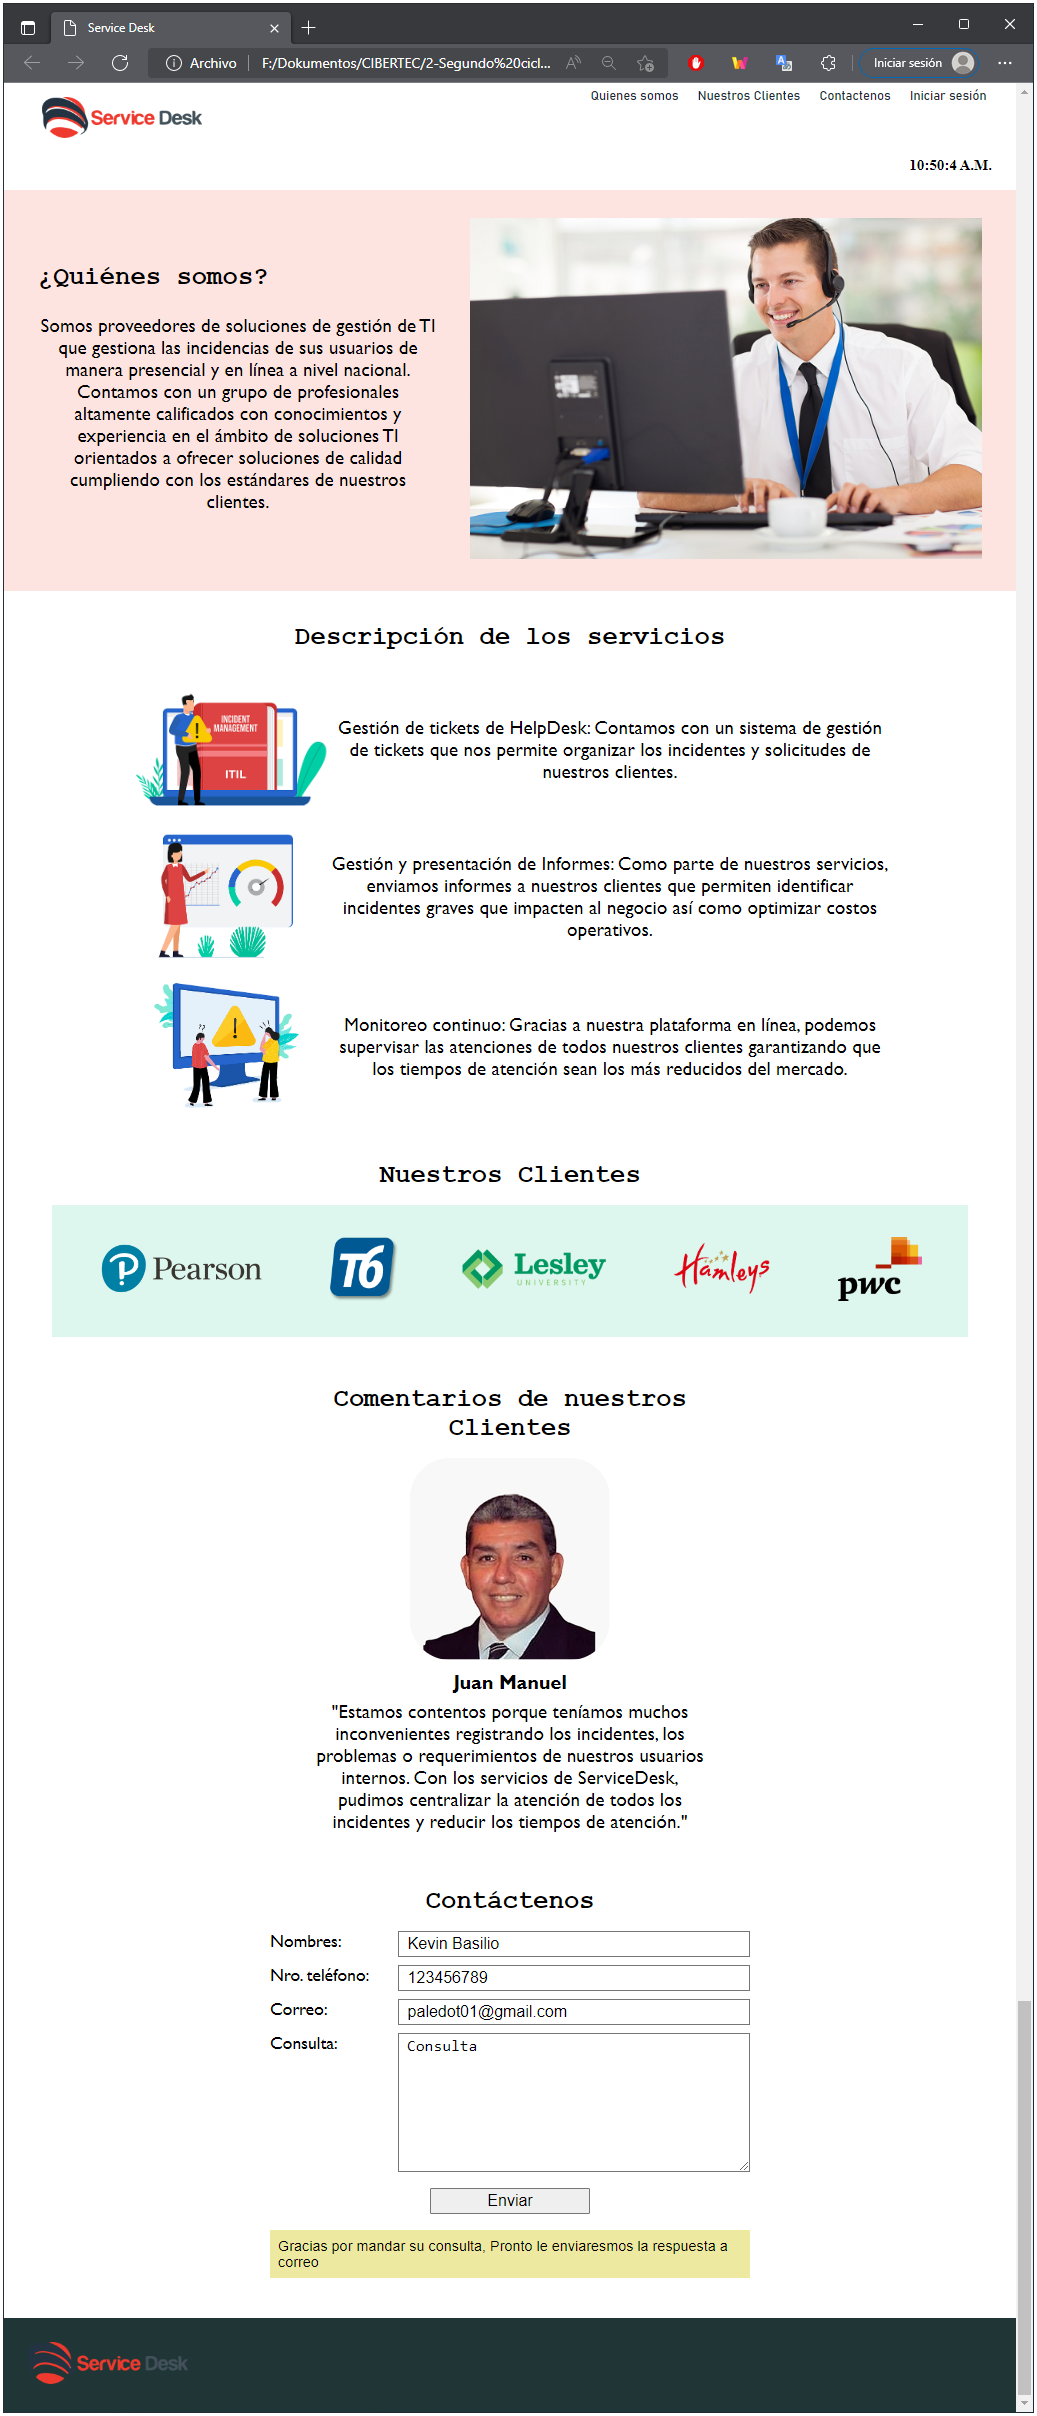 Service Desk
Archivo
F:/Dokumentos/CIBERTEC/2-Segundo%20cicl...
Iniciar sesión
Quienes somos
Nuestros Clientes
Contactenos
Iniciar sesión
Service Desk
10:50:4 A.M.
¿Quiénes somos?
Somos proveedores de soluciones de gestión de TI
que gestiona las incidencias de sus usuarios de
manera presencial y en línea a nivel nacional.
Contamos con un grupo de profesionales
altamente calificados con conocimientos y
experiencia en el ámbito de soluciones TI
orientados a ofrecer soluciones de calidad
cumpliendo con los estándares de nuestros
clientes.
Descripción de los servicios
INCIDENT
MANAGEMENT
ITIL
Gestión de tickets de HelpDesk: Contamos con un sistema de gestión
de tickets que nos permite organizar los incidentes y solicitudes de
nuestros clientes.
Gestión y presentación de Informes: Como parte de nuestros servicios,
enviamos informes a nuestros clientes que permiten identificar
incidentes graves que impacten al negocio así como optimizar costos
operativos.
Monitoreo continuo: Gracias a nuestra plataforma en línea, podemos
supervisar las atenciones de todos nuestros clientes garantizando que
los tiempos de atención sean los más reducidos del mercado.
Nuestros Clientes
P Pearson
T6
Lesley
UNIVERSITY
Hamleys
pwc
Comentarios de nuestros
Clientes
Juan Manuel
"Estamos contentos porque teníamos muchos
inconvenientes registrando los incidentes, los
problemas o requerimientos de nuestros usuarios
internos. Con los servicios de ServiceDesk,
pudimos centralizar la atención de todos los
incidentes y reducir los tiempos de atención."
Contáctenos
Nombres:
Kevin Basilio
Nro. teléfono:
123456789
Correo:
paledot01@gmail.com
Consulta:
Consulta
Enviar
Gracias por mandar su consulta, Pronto le enviaresmos la respuesta a
correo
Service Desk